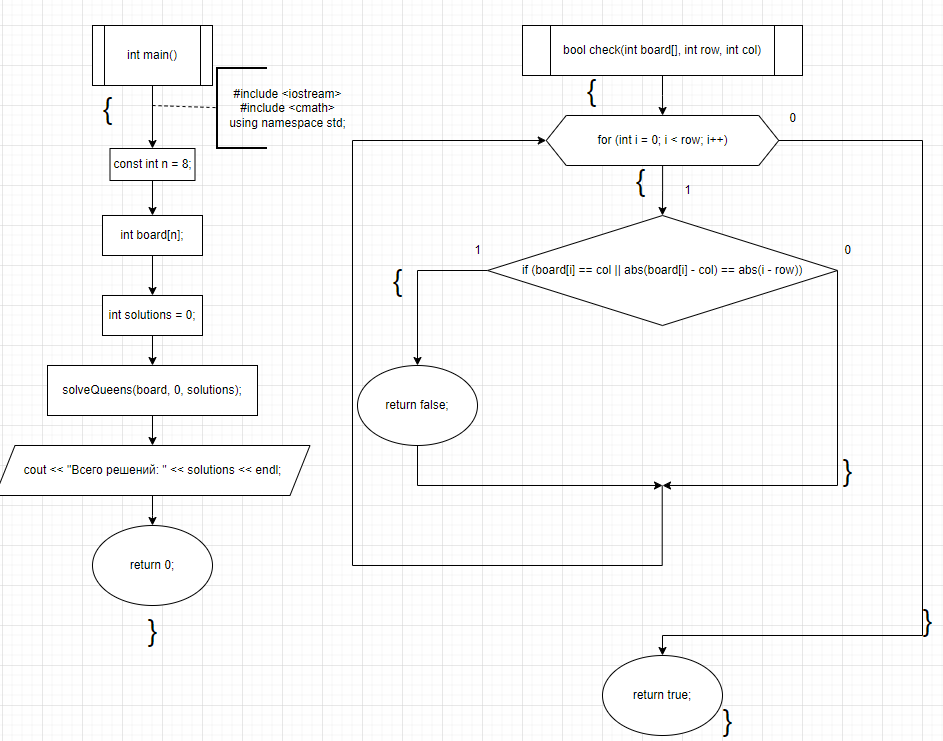 int main()
{
#include <iostream>
#include <cmath>
using namespace std;
const int n = 8;
int board[n];
int solutions = 0;
solveQueens(board, 0, solutions);
cout << "Всего решений: " << solutions << endl;
return 0;
}
bool check(int board[], int row, int col)
{
for (int i = 0; i < row; i++)
0
{
1
if (board[i] == col || abs(board[i] - col) == abs(i - row))
1
0
{
return false;
}
}
return true;
}